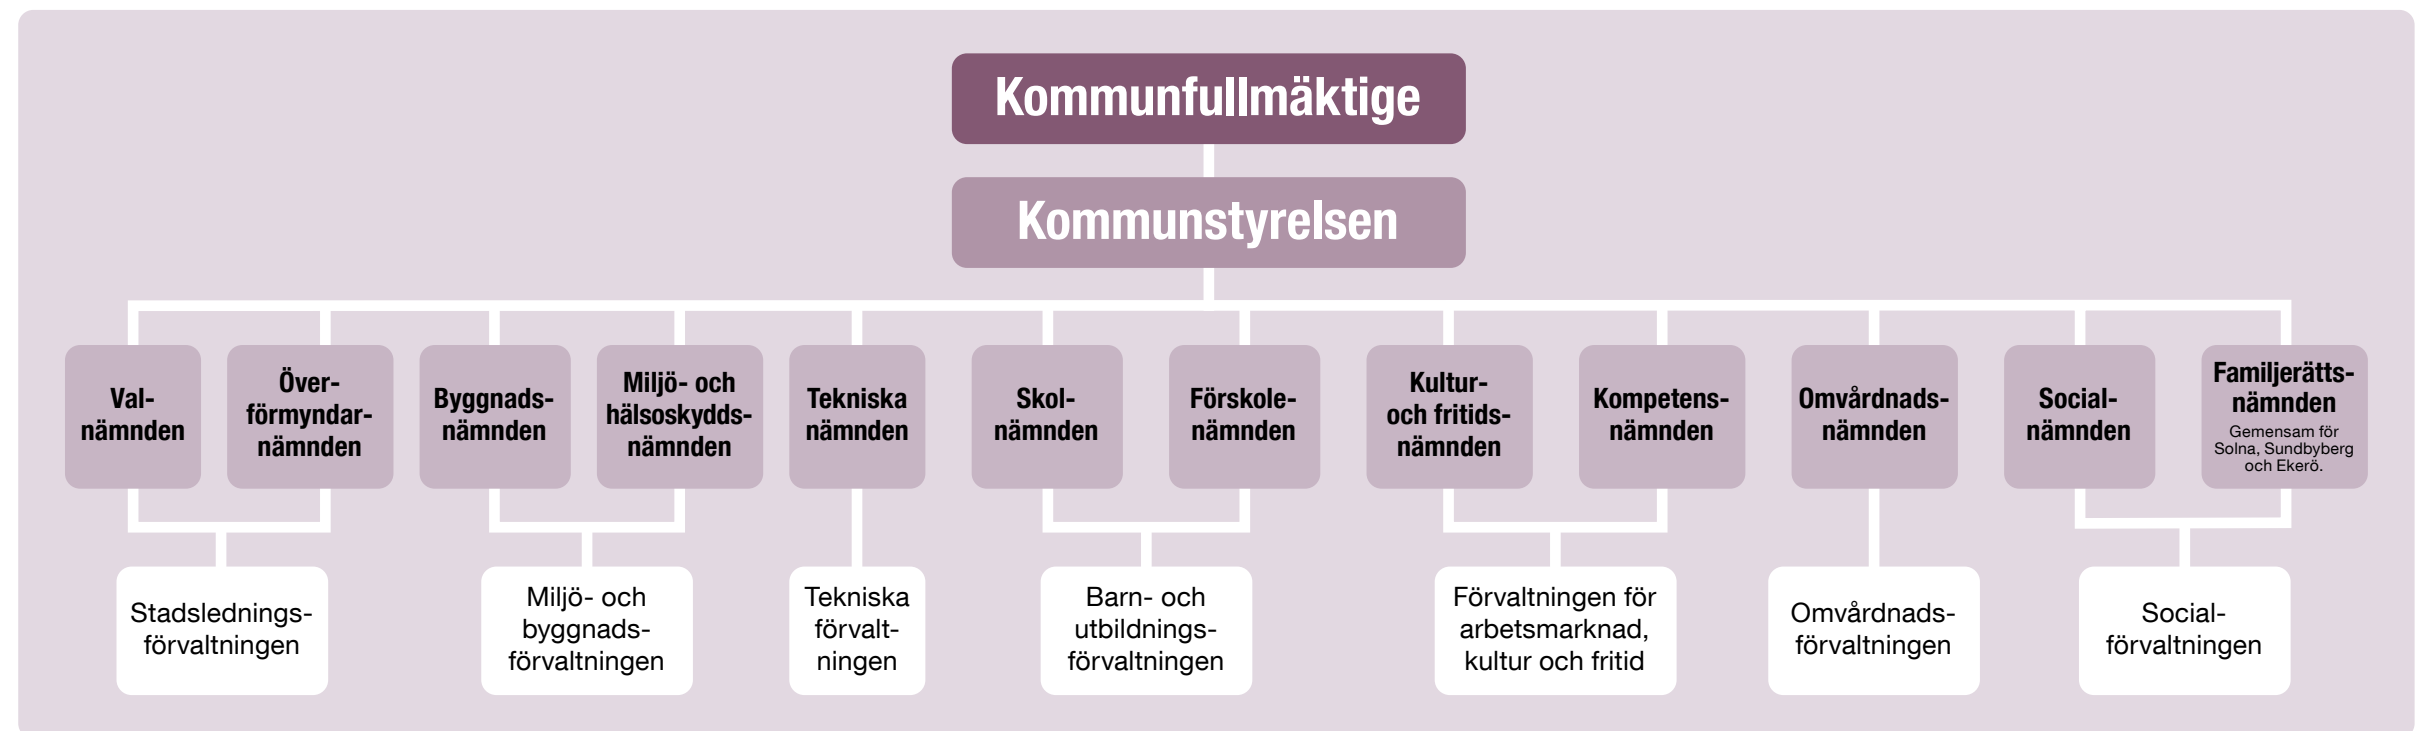 Kommunfullmäktige
Kommunstyrelsen
Val-
nämnden
Över-
förmyndar-
nämnden
Byggnads-
nämnden
Miljö- och
hälsoskydds-
nämnden
Tekniska
nämnden
Skol-
nämnden
Förskole-
nämnden
Kultur-
och fritids-
nämnden
Kompetens-
nämnden
Omvårdnads-
nämnden
Social-
nämnden
Familjerätts-
nämnden
Gemensam för
Solna, Sundbyberg
och Ekerö.
Stadslednings-
förvaltningen
Miljö- och
byggnads-
förvaltningen
Tekniska
förvalt-
ningen
Barn- och
utbildnings-
förvaltningen
Förvaltningen för
arbetsmarknad,
kultur och fritid
Omvårdnads-
förvaltningen
Social-
förvaltningen